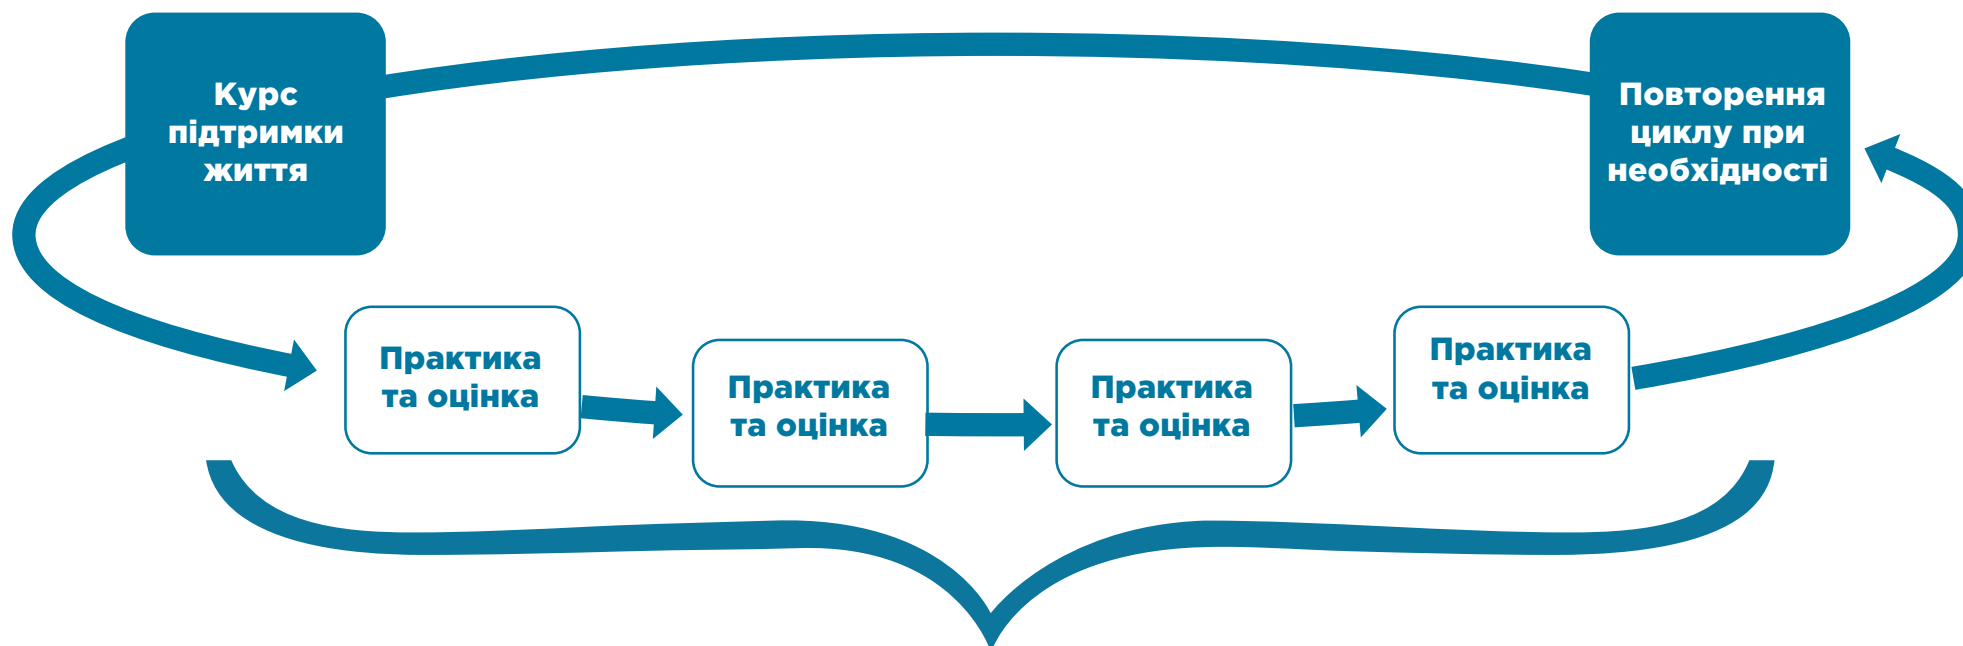 Курс
підтримки
життя
Повторення
циклу при
необхідності
Практика
та оцінка
Практика
та оцінка
Практика
та оцінка
Практика
та оцінка